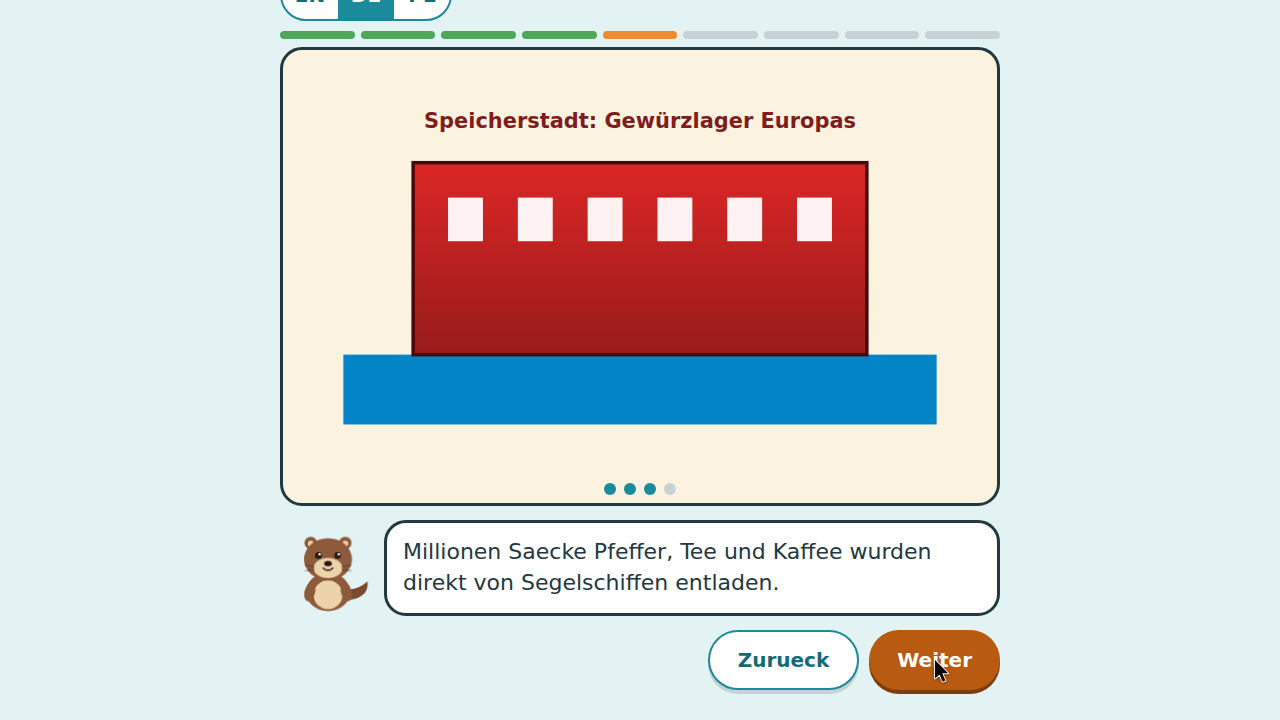 Speicherstadt: Gewürzlager Europas
Millionen Saecke Pfeffer, Tee und Kaffee wurden
direkt von Segelschiffen entladen.
Zurueck
Weiter